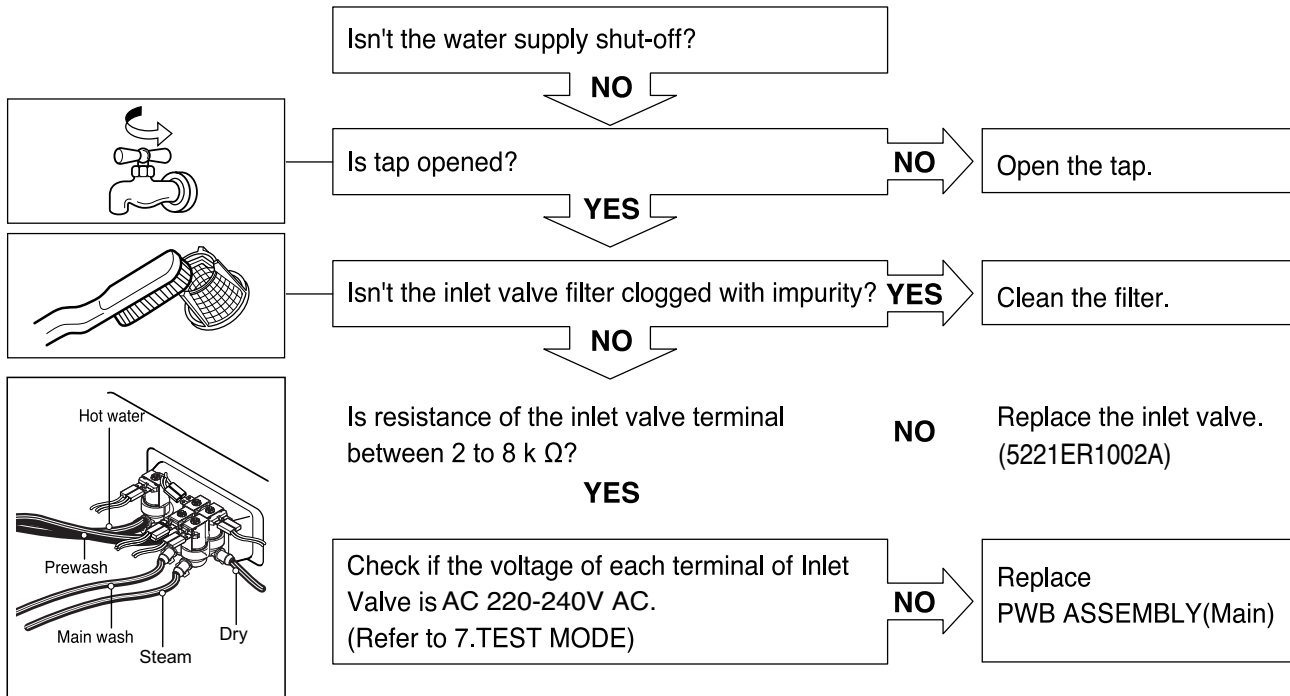 Isn't the water supply shut-off?
NO
Is tap opened?
NO
Open the tap.
YES
Isn't the inlet valve filter clogged with impurity?
YES
Clean the filter.
NO
Is resistance of the inlet valve terminal
between 2 to 8 k Ω?
NO
Replace the inlet valve.
(5221ER1002A)
YES
Check if the voltage of each terminal of Inlet
Valve is AC 220-240V AC.
(Refer to 7.TEST MODE)
NO
Replace
PWB ASSEMBLY(Main)
Hot water
Prewash
Main wash
Steam
Dry